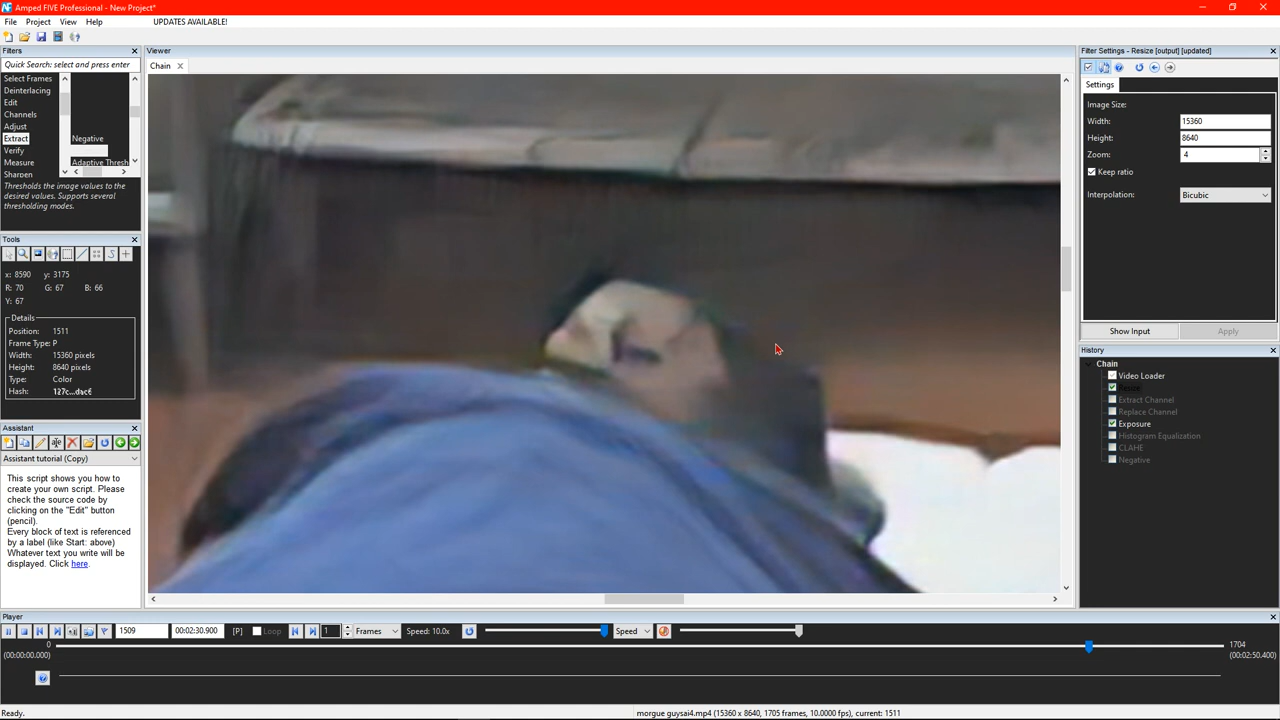 Amped FIVE Professional - New Project*
File Project View Help UPDATES AVAILABLE!
Filters
Quick Search: select and press enter
Select Frames
Deinterlacing
Edit
Channels
Adjust
Extract
Verify
Measure
Sharpen
Negative
Adaptive Thresh
Thresholds the image values to the
desired values. Supports several
thresholding modes.
Tools
x: 8590 y: 3175
R: 70 G: 67 B: 66
Y: 67
Details
Position: 1511
Frame Type: P
Width: 15360 pixels
Height: 8640 pixels
Type: Color
Hash: 127c...dac6
Assistant
Assistant tutorial (Copy)
This script shows you how to
create your own script. Please
check the source code by
clicking on the "Edit" button
(pencil).
Every block of text is referenced
by a label (like Start: above)
Whatever text you write will be
displayed. Click here.
Viewer
Chain
Filter Settings - Resize [output] [updated]
Settings
Image Size:
Width: 15360
Height: 8640
Zoom: 4
Keep ratio
Interpolation: Bicubic
Show Input Apply
History
Chain
Video Loader
Resize
Extract Channel
Replace Channel
Exposure
Histogram Equalization
CLAHE
Negative
Player
1509 00:02:30.900 [P] Loop 1 Frames Speed: 10.0x Speed
0 1704
(00:00:00.000) (00:02:50.400)
Ready. morgue guysai4.mp4 (15360 x 8640, 1705 frames, 10.0000 fps), current: 1511